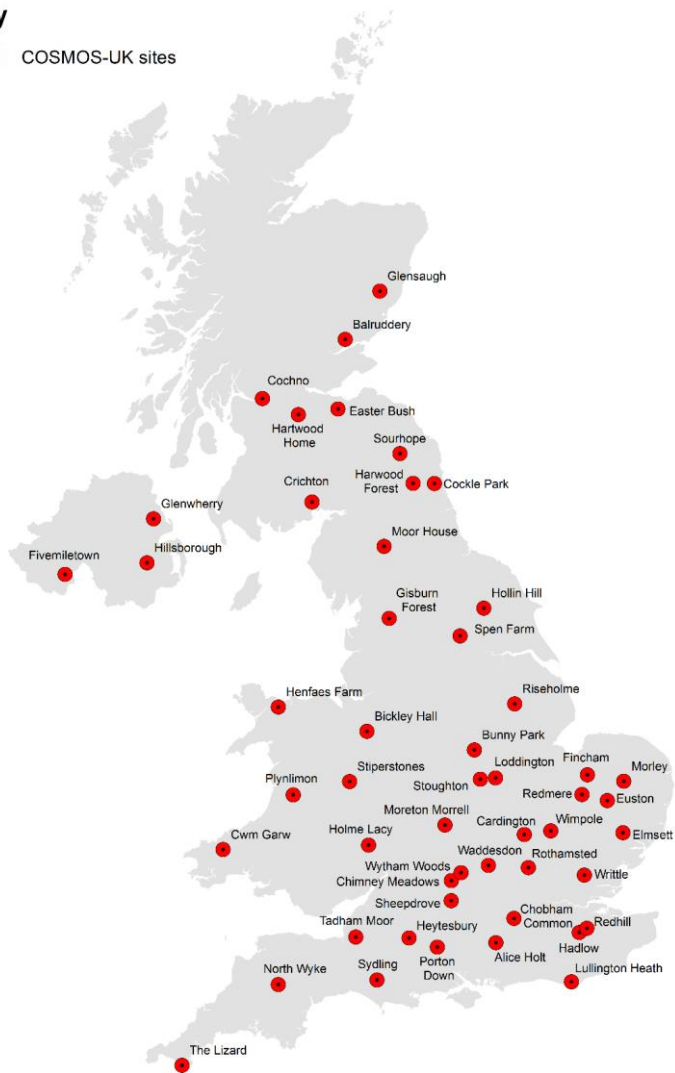 y
COSMOS-UK sites
Glensaugh
Balruddery
Cochno
Easter Bush
Hartwood
Home
Sourhope
Harwood
Forest
Cockle Park
Crichton
Glenwherry
Moor House
Hillsborough
Fivemiletown
Gisburn
Forest
Hollin Hill
Spen Farm
Henfaes Farm
Riseholme
Bickley Hall
Bunny Park
Loddington
Fincham
Morley
Stiperstones
Stoughton
Plynlimon
Redmere
Euston
Moreton Morrell
Cardington
Wimpole
Elmsett
Cwm Garw
Holme Lacy
Waddesdon
Rothamsted
Wytham Woods
Writtle
Chimney Meadows
Sheepdrove
Chobham
Common
Redhill
Tadham Moor
Heytesbury
Hadlow
Porton
Down
Alice Holt
North Wyke
Sydling
Lullington Heath
The Lizard